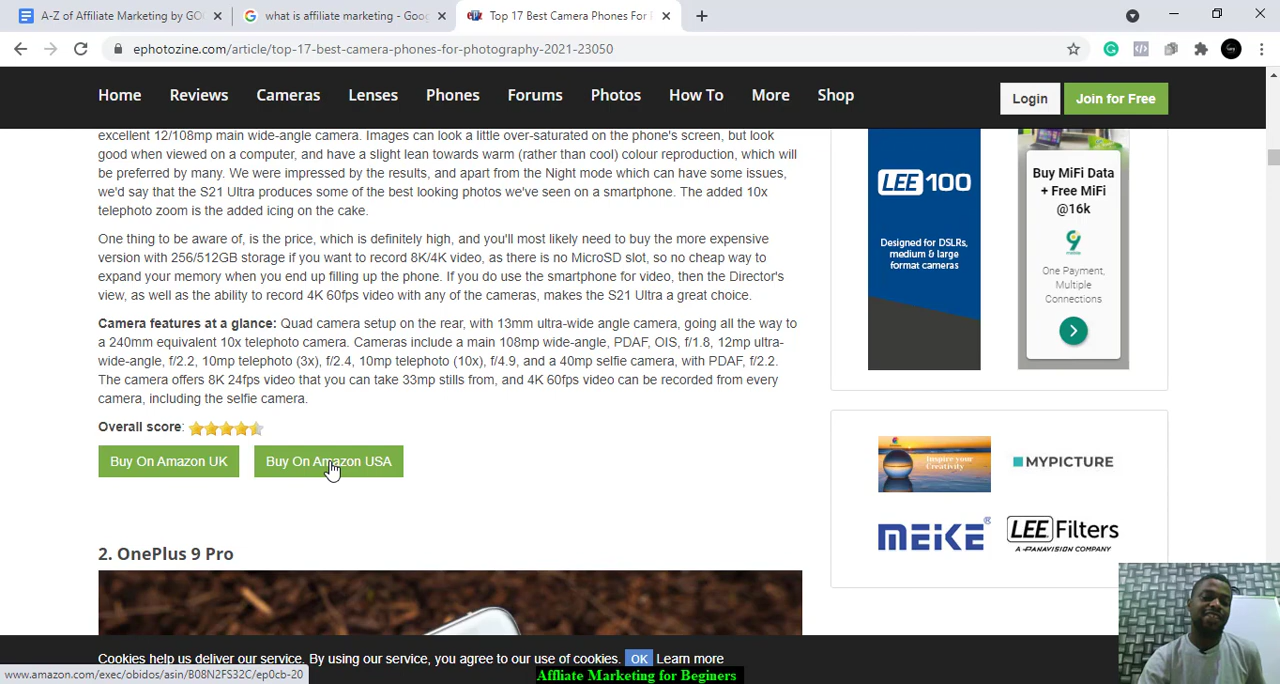 A-Z of Affiliate Marketing by GO
what is affiliate marketing - Goog
Top 17 Best Camera Phones For
ephotozine.com/article/top-17-best-camera-phones-for-photography-2021-23050
Home Reviews Cameras Lenses Phones Forums Photos How To More Shop
Login
Join for Free
excellent 12/108mp main wide-angle camera. Images can look a little over-saturated on the phone's screen, but look
good when viewed on a computer, and have a slight lean towards warm (rather than cool) colour reproduction, which will
be preferred by many. We were impressed by the results, and apart from the Night mode which can have some issues,
we'd say that the S21 Ultra produces some of the best looking photos we've seen on a smartphone. The added 10x
telephoto zoom is the added icing on the cake.
One thing to be aware of, is the price, which is definitely high, and you'll most likely need to buy the more expensive
version with 256/512GB storage if you want to record 8K/4K video, as there is no MicroSD slot, so no cheap way to
expand your memory when you end up filling up the phone. If you do use the smartphone for video, then the Director's
view, as well as the ability to record 4K 60fps video with any of the cameras, makes the S21 Ultra a great choice.
Camera features at a glance: Quad camera setup on the rear, with 13mm ultra-wide angle camera, going all the way to
a 240mm equivalent 10x telephoto camera. Cameras include a main 108mp wide-angle, PDAF, OIS, f/1.8, 12mp ultra-
wide-angle, f/2.2, 10mp telephoto (3x), f/2.4, 10mp telephoto (10x), f/4.9, and a 40mp selfie camera, with PDAF, f/2.2.
The camera offers 8K 24fps video that you can take 33mp stills from, and 4K 60fps video can be recorded from every
camera, including the selfie camera.
Overall score:
Buy On Amazon UK
Buy On Amazon USA
2. OnePlus 9 Pro
LEE 100
Designed for DSLRs,
medium & large
format cameras
Buy MiFi Data
+ Free MiFi
@16k
One Payment,
Multiple
Connections
Inspire your
Creativity
MYPICTURE
MEIKE®
LEE Filters
A PANAVISION COMPANY
Cookies help us deliver our service. By using our service, you agree to our use of cookies. OK Learn more
www.amazon.com/exec/obidos/asin/B08N2FS32C/ep0cb-20
Affliate Marketing for Beginers